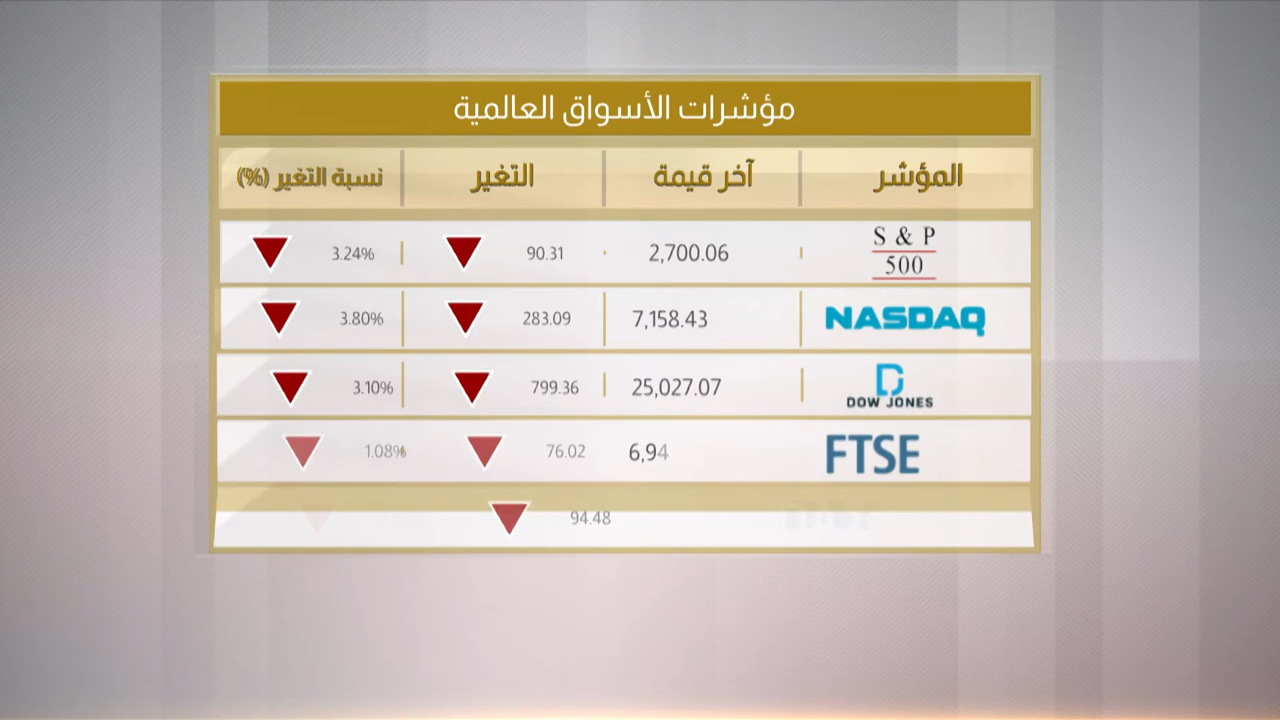 مؤشرات الأسواق العالمية
المؤشر آخر قيمة التغير نسبة التغير (%)
S & P 500 2,700.06 90.31 3.24%
NASDAQ 7,158.43 283.09 3.80%
DOW JONES 25,027.07 799.36 3.10%
FTSE 6,94 76.02 1.08%
94.48